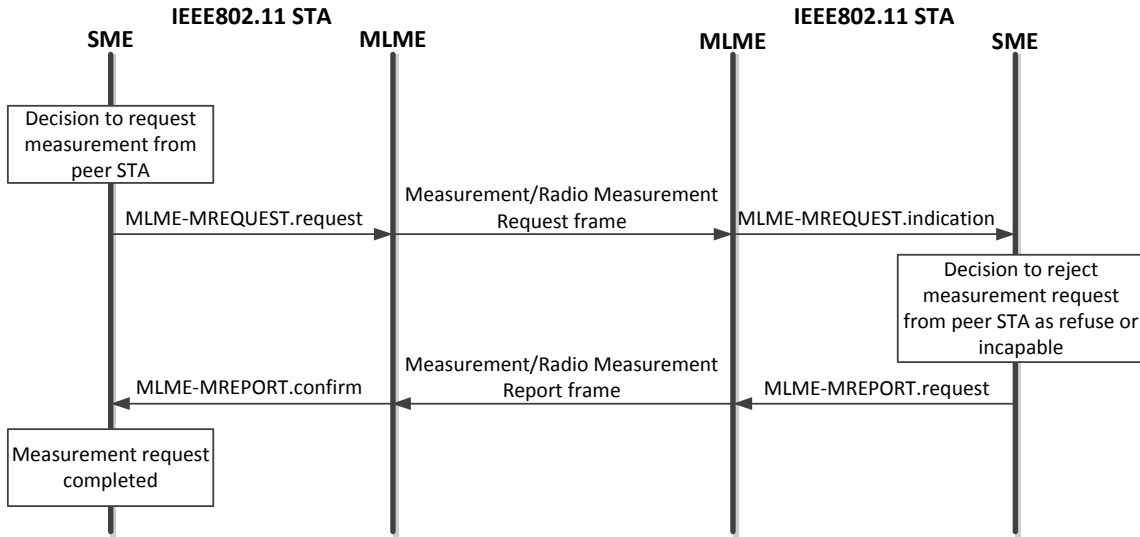 IEEE802.11 STA
IEEE802.11 STA
SME
MLME
MLME
SME
Decision to request
measurement from
peer STA
MLME-MREQUEST.request
Measurement/Radio Measurement
Request frame
MLME-MREQUEST.indication
Decision to reject
measurement request
from peer STA as refuse or
incapable
MLME-MREPORT.confirm
Measurement/Radio Measurement
Report frame
MLME-MREPORT.request
Measurement request
completed